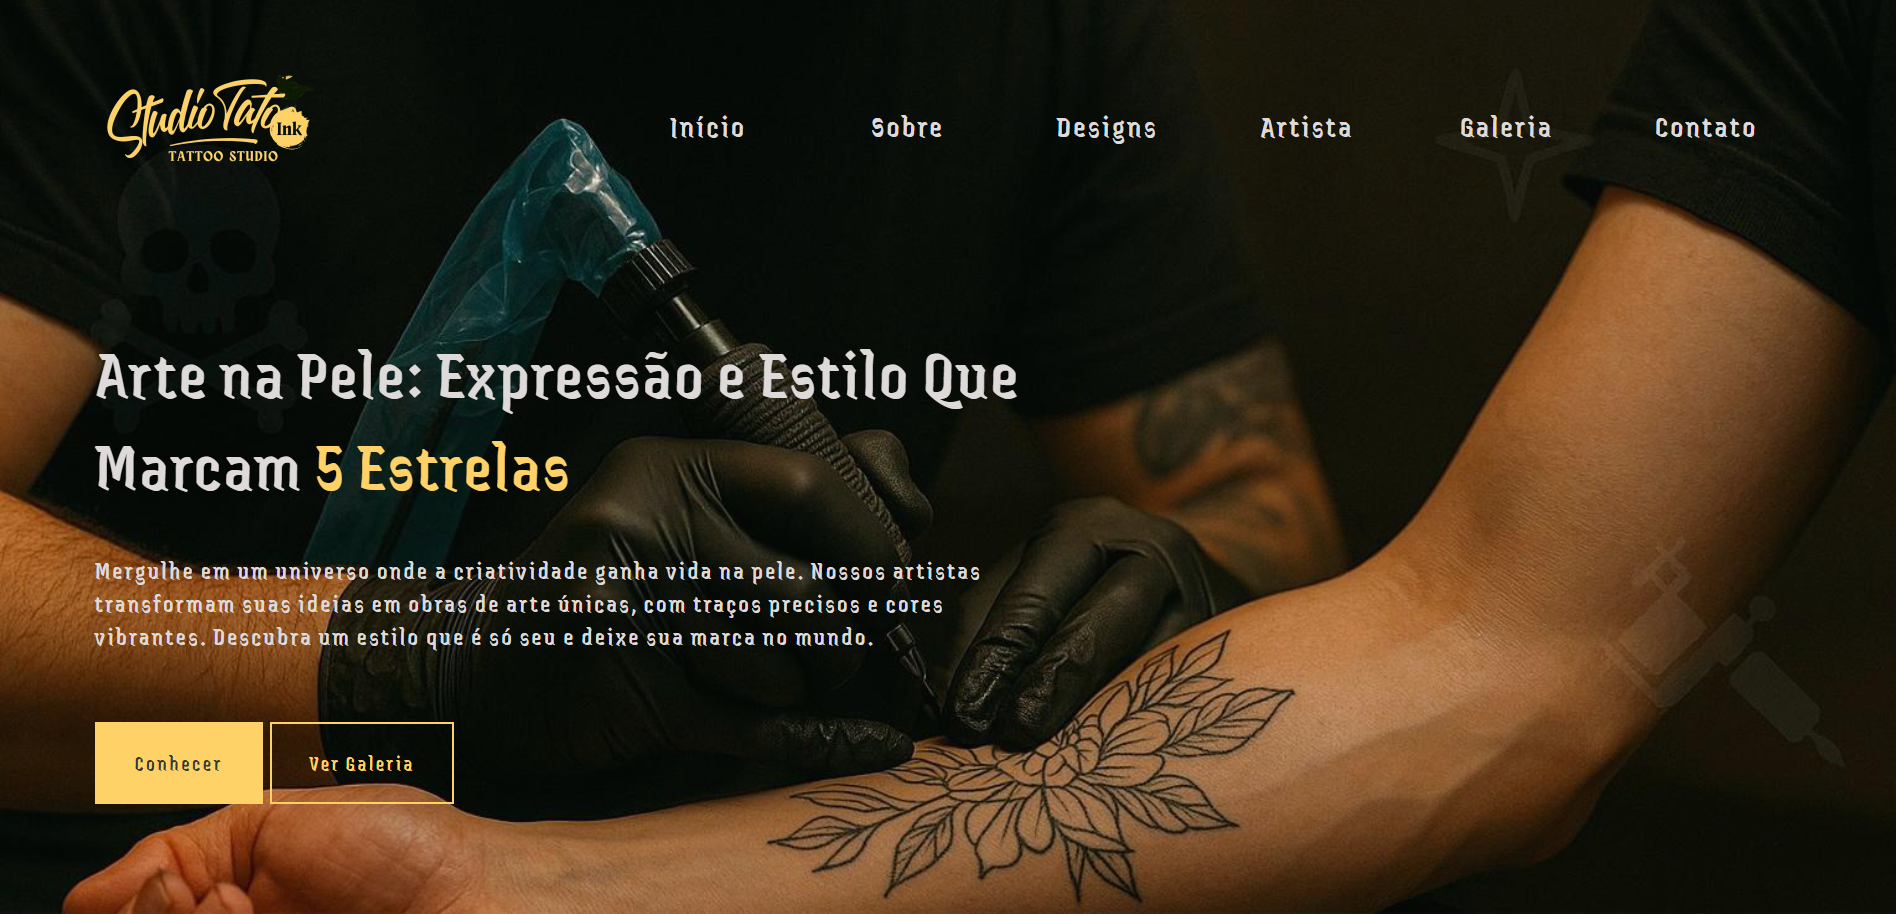 Studio Tato
Ink
TATTOO STUDIO
Início Sobre Designs Artista Galeria Contato
Arte na Pele: Expressão e Estilo Que
Marcam 5 Estrelas
Mergulhe em um universo onde a criatividade ganha vida na pele. Nossos artistas
transformam suas ideias em obras de arte únicas, com traços precisos e cores
vibrantes. Descubra um estilo que é só seu e deixe sua marca no mundo.
Conhecer Ver Galeria